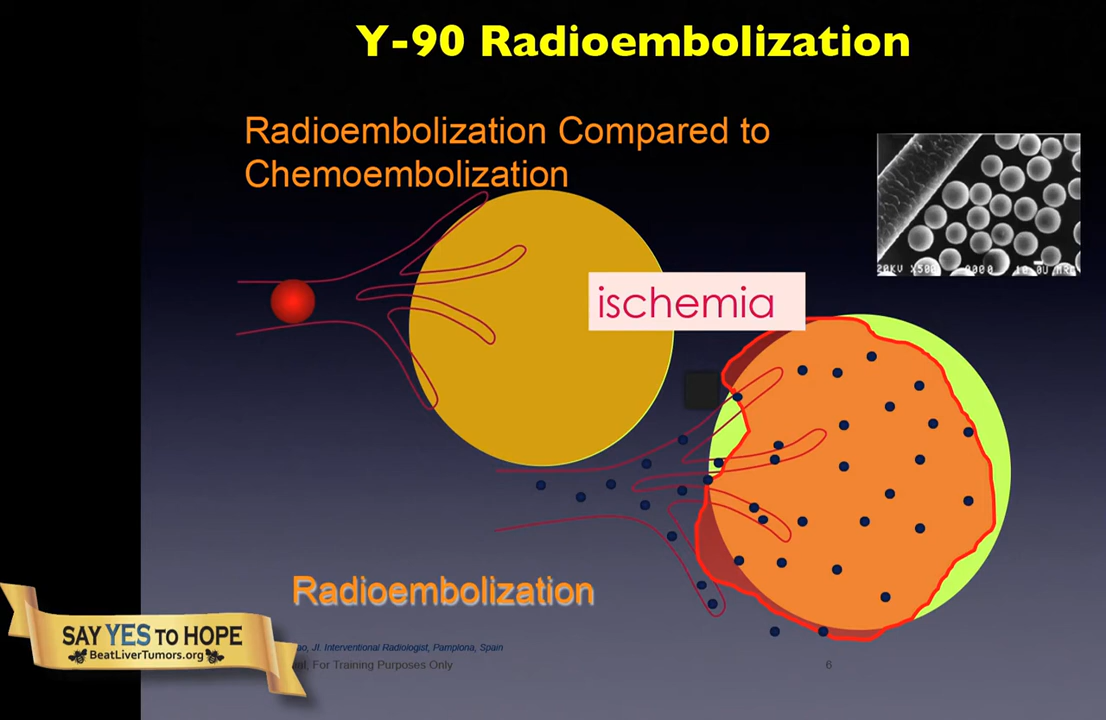 Y-90 Radioembolization
Radioembolization Compared to
Chemoembolization
ischemia
Radioembolization
SAY YES TO HOPE
BeatLiverTumors.org
JI. Interventional Radiologist, Pamplona, Spain
For Training Purposes Only
6